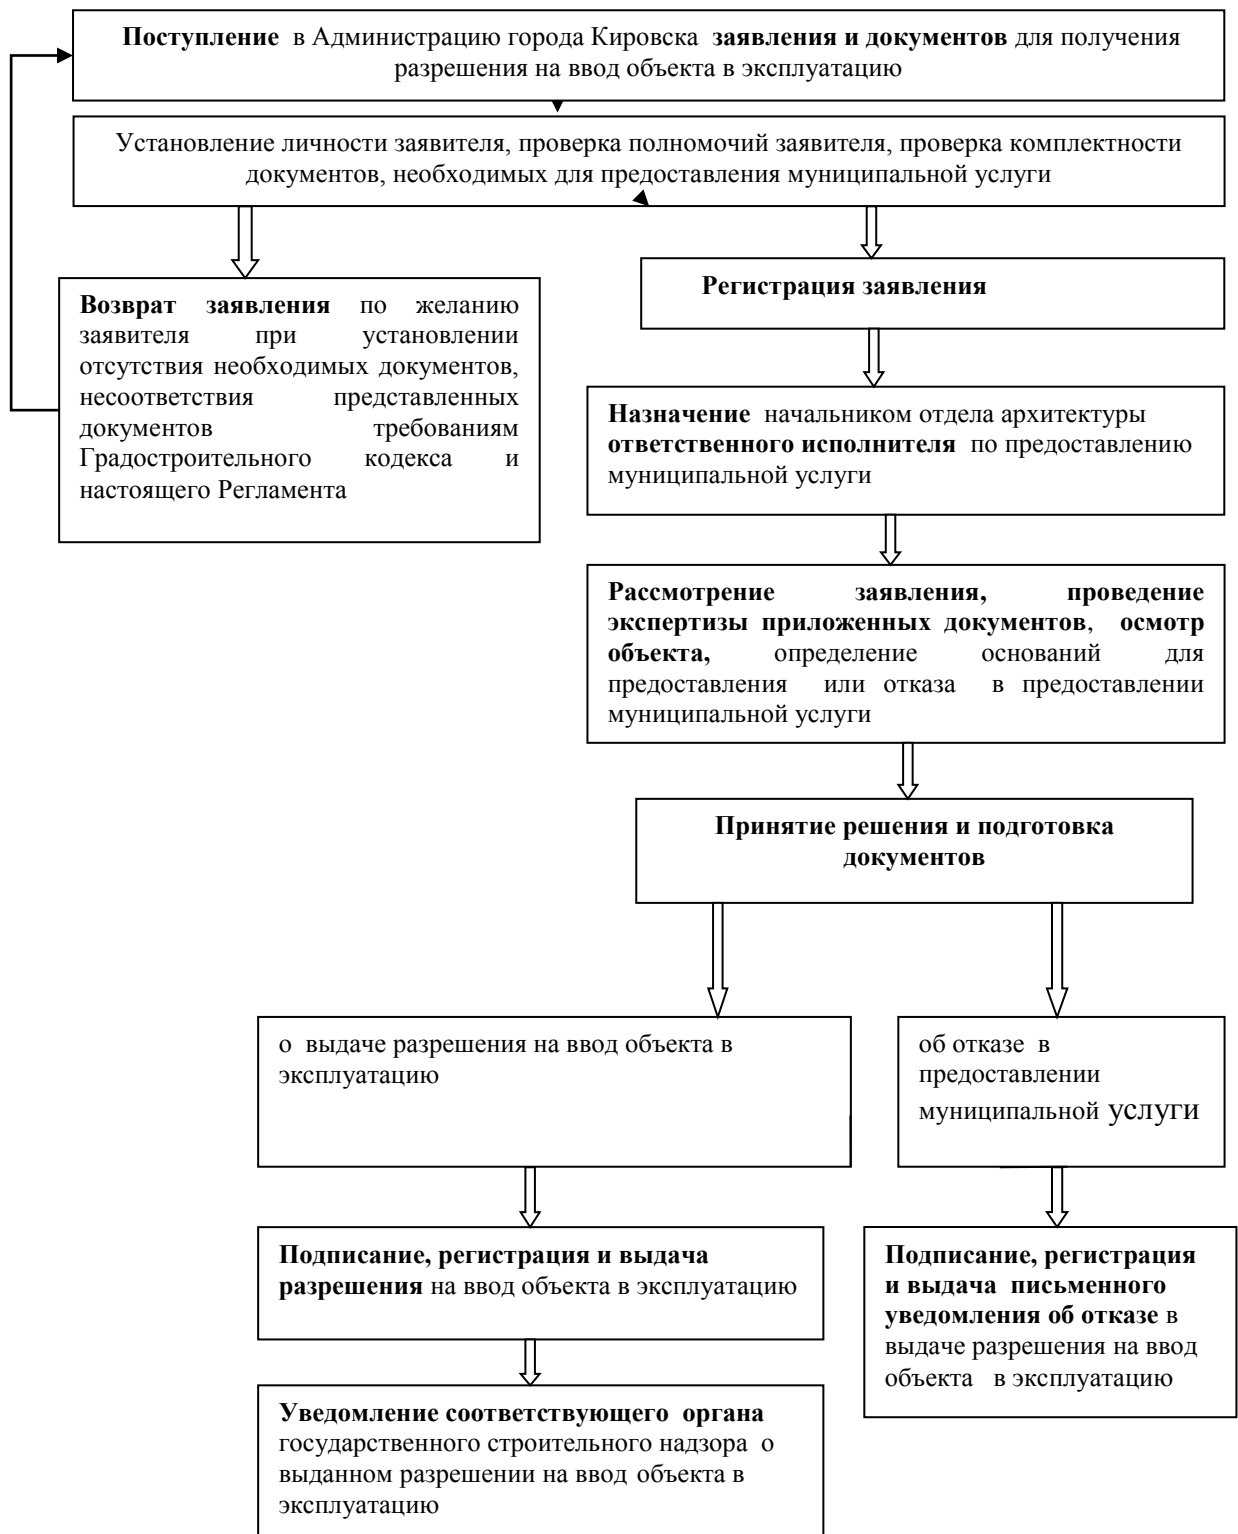 Поступление в Администрацию города Кировска заявления и документов для получения
разрешения на ввод объекта в эксплуатацию
Установление личности заявителя, проверка полномочий заявителя, проверка комплектности
документов, необходимых для предоставления муниципальной услуги
Возврат заявления по желанию
заявителя при установлении
отсутствия необходимых документов,
несоответствия представленных
документов требованиям
Градостроительного кодекса и
настоящего Регламента
Регистрация заявления
Назначение начальником отдела архитектуры
ответственного исполнителя по предоставлению
муниципальной услуги
Рассмотрение заявления, проведение
экспертизы приложенных документов, осмотр
объекта, определение оснований для
предоставления или отказа в предоставлении
муниципальной услуги
Принятие решения и подготовка
документов
о выдаче разрешения на ввод объекта в
эксплуатацию
об отказе в
предоставлении
муниципальной услуги
Подписание, регистрация и выдача
разрешения на ввод объекта в эксплуатацию
Подписание, регистрация
и выдача письменного
уведомления об отказе в
выдаче разрешения на ввод
объекта в эксплуатацию
Уведомление соответствующего органа
государственного строительного надзора о
выданном разрешении на ввод объекта в
эксплуатацию